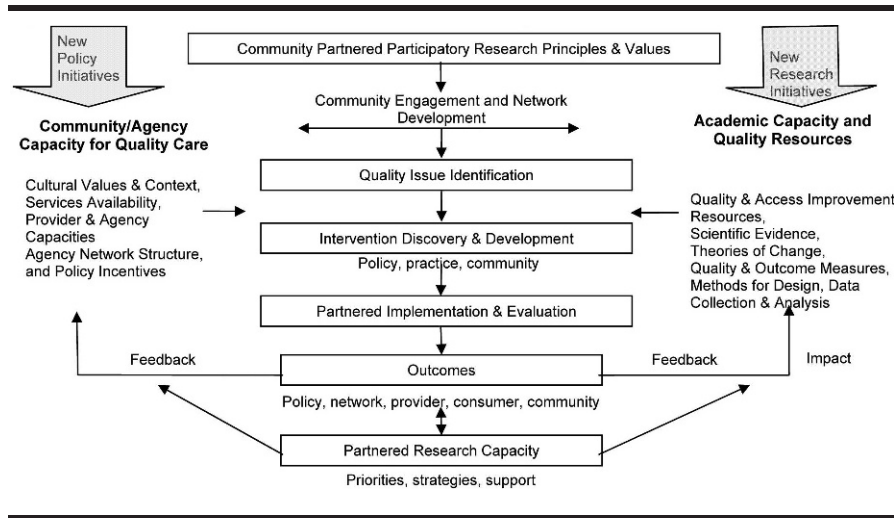 New
Policy
Initiatives
Community Partnered Participatory Research Principles & Values
New
Research
Initiatives
Community Engagement and Network
Development
Community/Agency
Capacity for Quality Care
Academic Capacity and
Quality Resources
Quality Issue Identification
Cultural Values & Context,
Services Availability,
Provider & Agency
Capacities
Agency Network Structure,
and Policy Incentives
Quality & Access Improvement
Resources,
Scientific Evidence,
Theories of Change,
Quality & Outcome Measures,
Methods for Design, Data
Collection & Analysis
Intervention Discovery & Development
Policy, practice, community
Partnered Implementation & Evaluation
Feedback
Outcomes
Feedback
Impact
Policy, network, provider, consumer, community
Partnered Research Capacity
Priorities, strategies, support